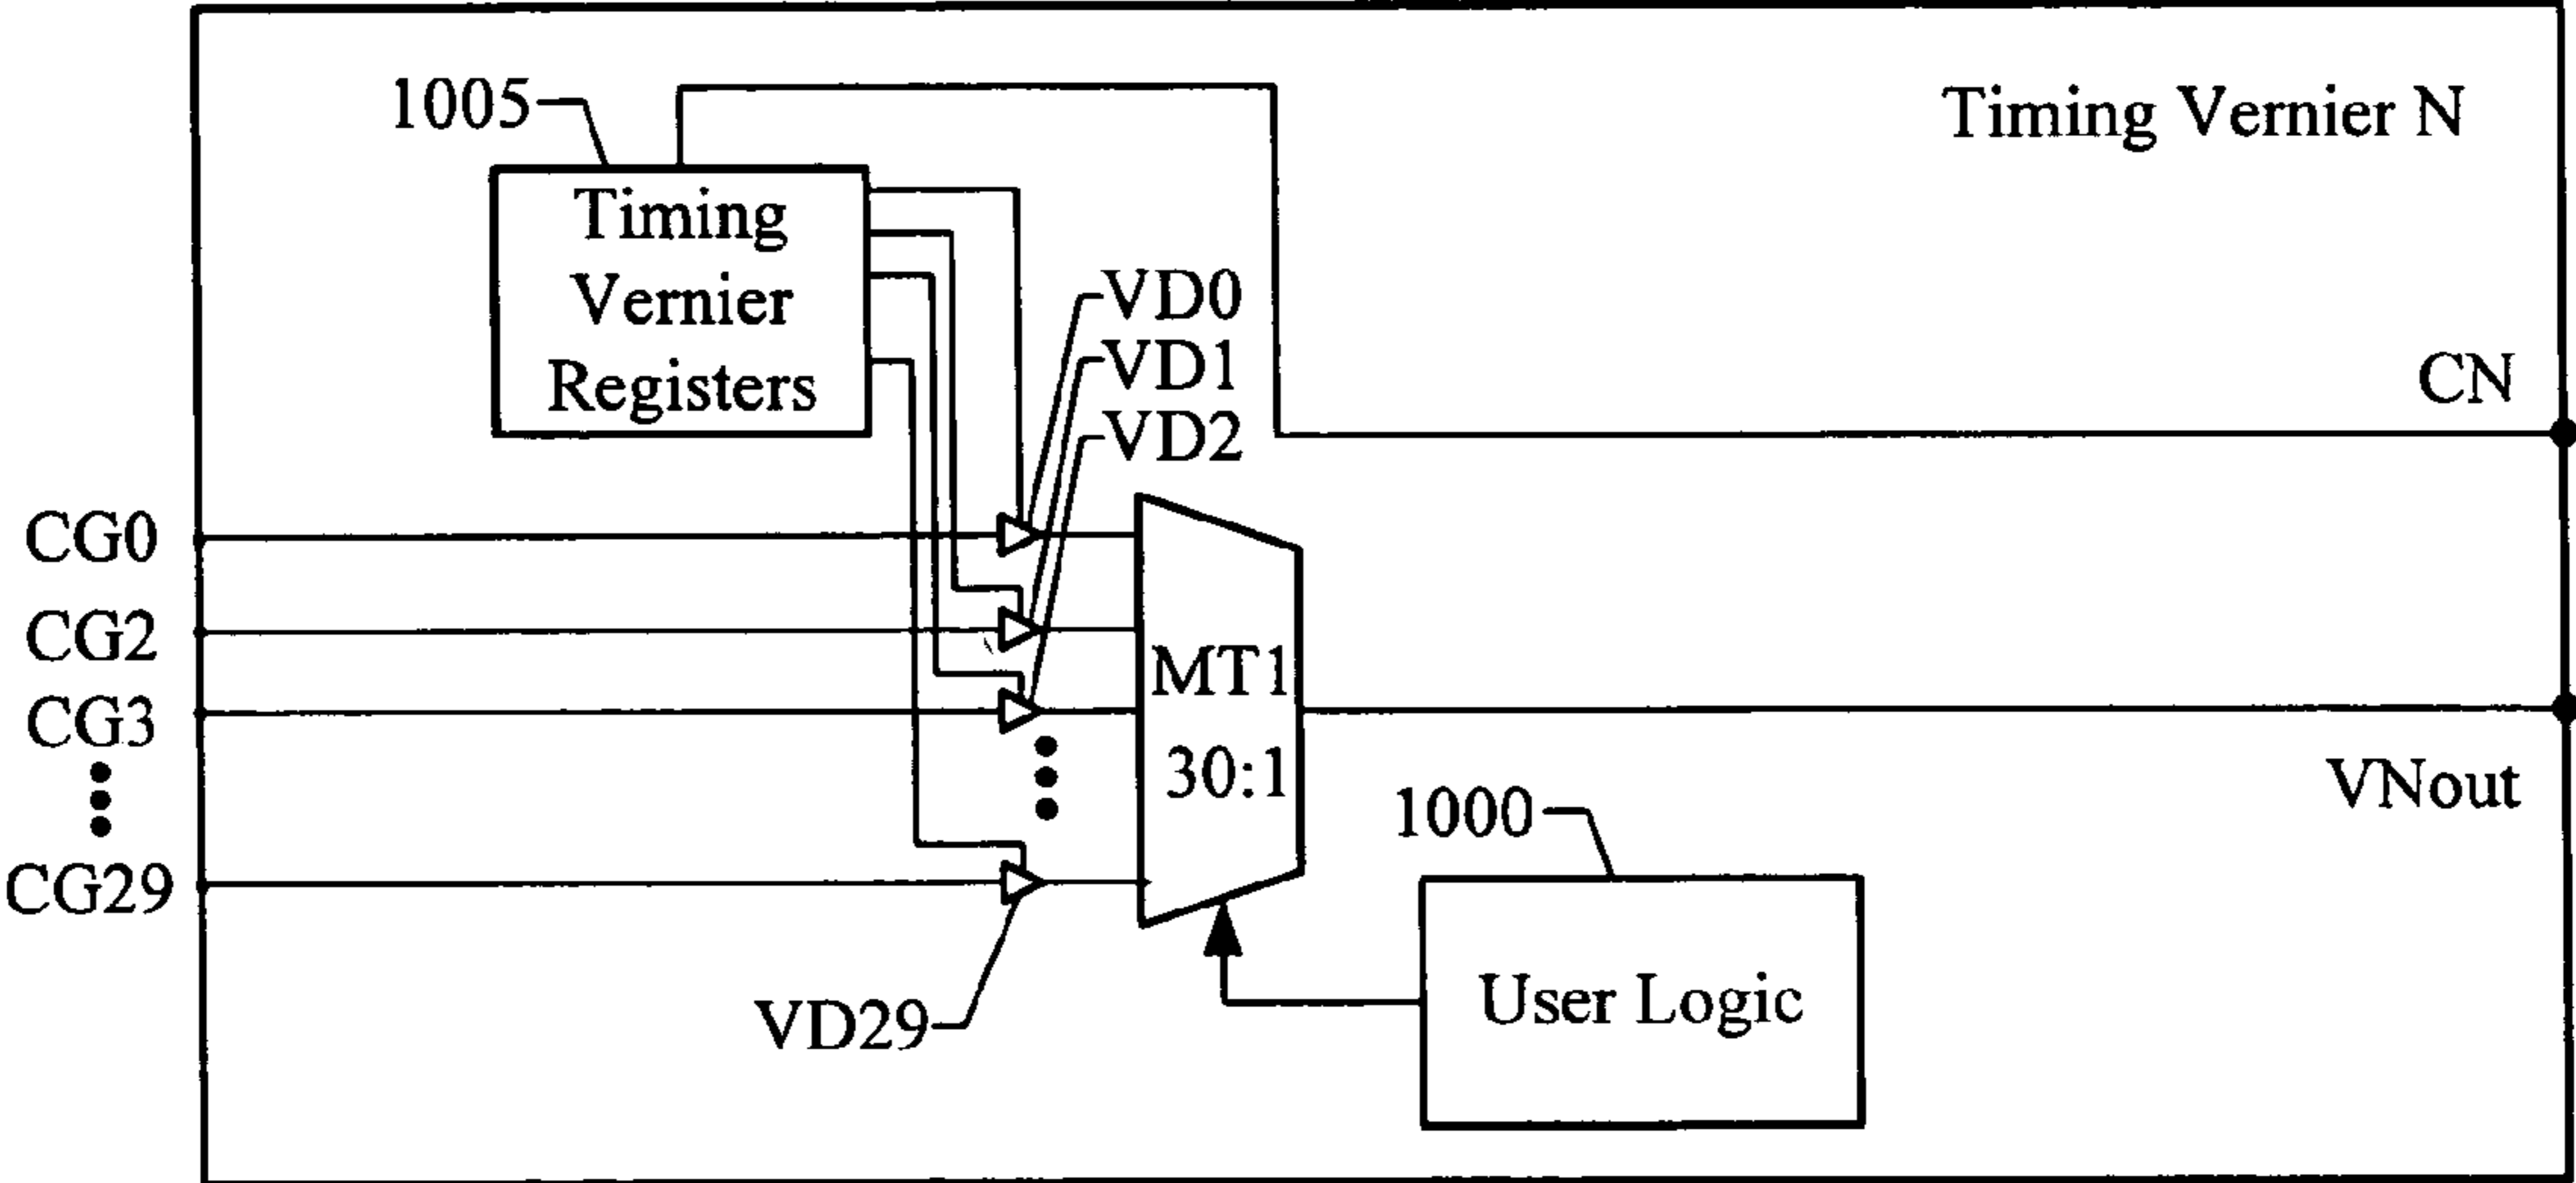 1005
Timing Vernier N
Timing
Vernier
Registers
VD0
VD1
VD2
CN
CG0
CG2
CG3
CG29
MT1
30:1
VNout
1000
User Logic
VD29